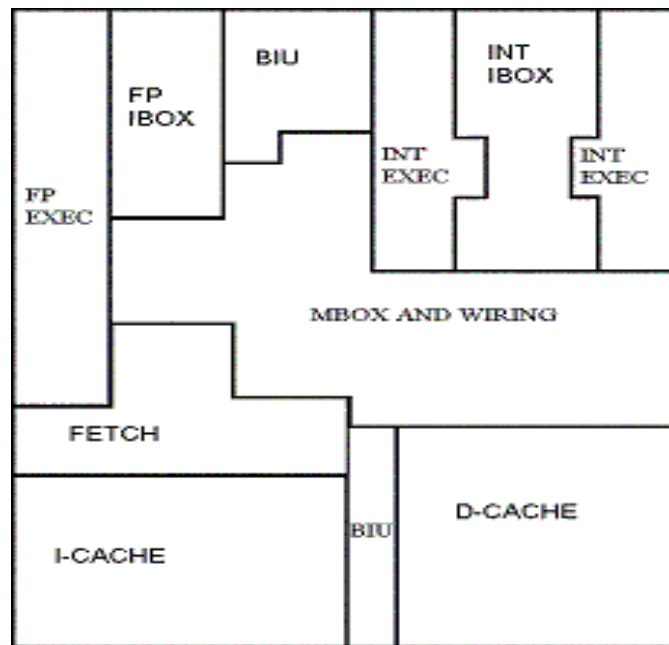 BIU
INT
IBOX
FP
IBOX
INT
EXEC
INT
EXEC
FP
EXEC
MBOX AND WIRING
FETCH
I-CACHE
BIU
D-CACHE